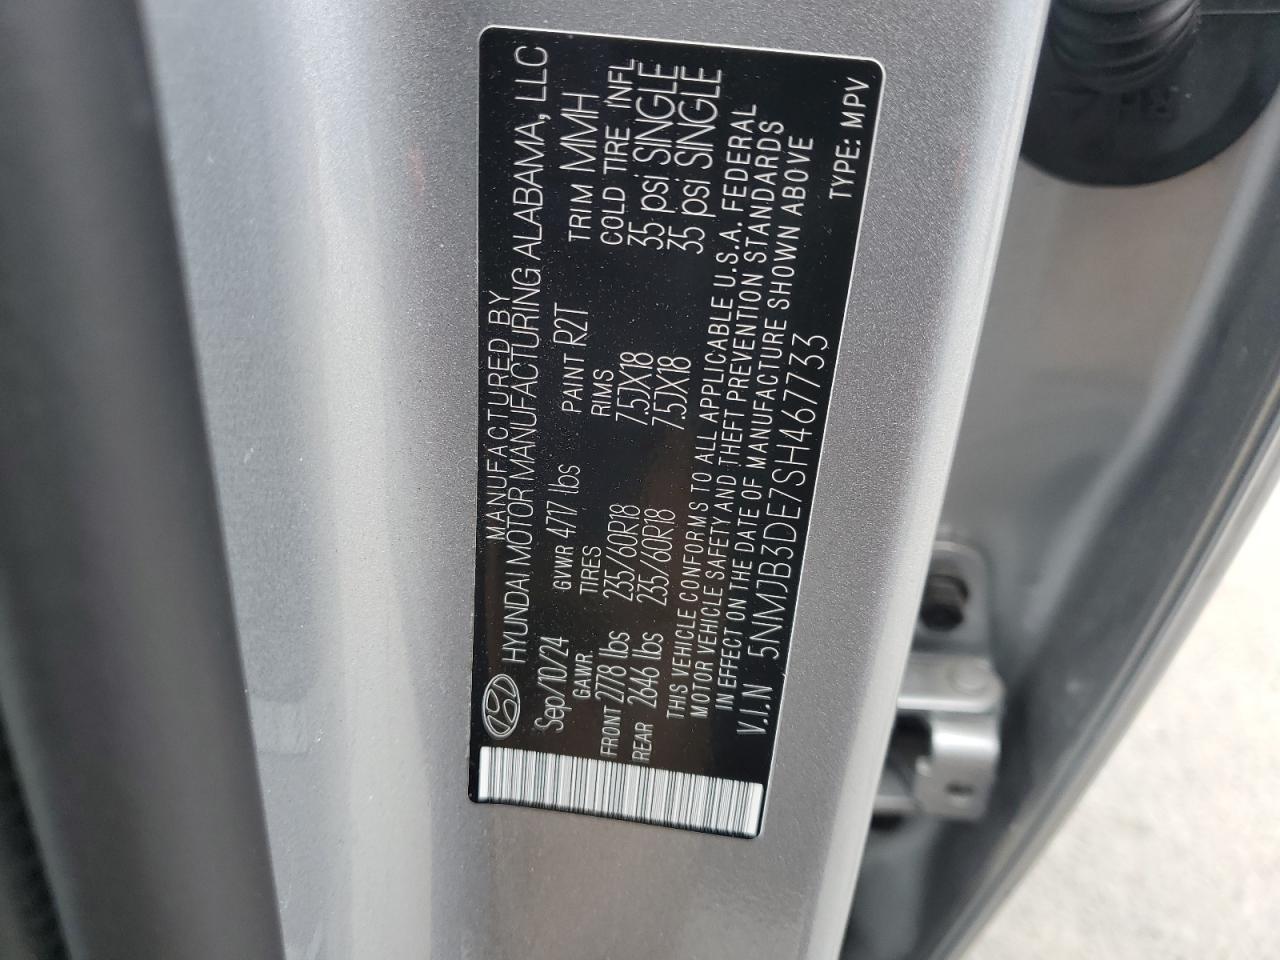 MANUFACTURED BY
HYUNDAI MOTOR MANUFACTURING ALABAMA, LLC
Sep/10/24 GVWR 4717 lbs PAINT R2T TRIM MMH
GAWR TIRES RIMS COLD TIRE INFL
FRONT 2778 lbs 235/60R18 7.5JX18 35 psi SINGLE
REAR 2646 lbs 235/60R18 7.5JX18 35 psi SINGLE
THIS VEHICLE CONFORMS TO ALL APPLICABLE U.S.A. FEDERAL
MOTOR VEHICLE SAFETY AND THEFT PREVENTION STANDARDS
IN EFFECT ON THE DATE OF MANUFACTURE SHOWN ABOVE
V.I.N 5NMJB3DE7SH467733 TYPE: MPV